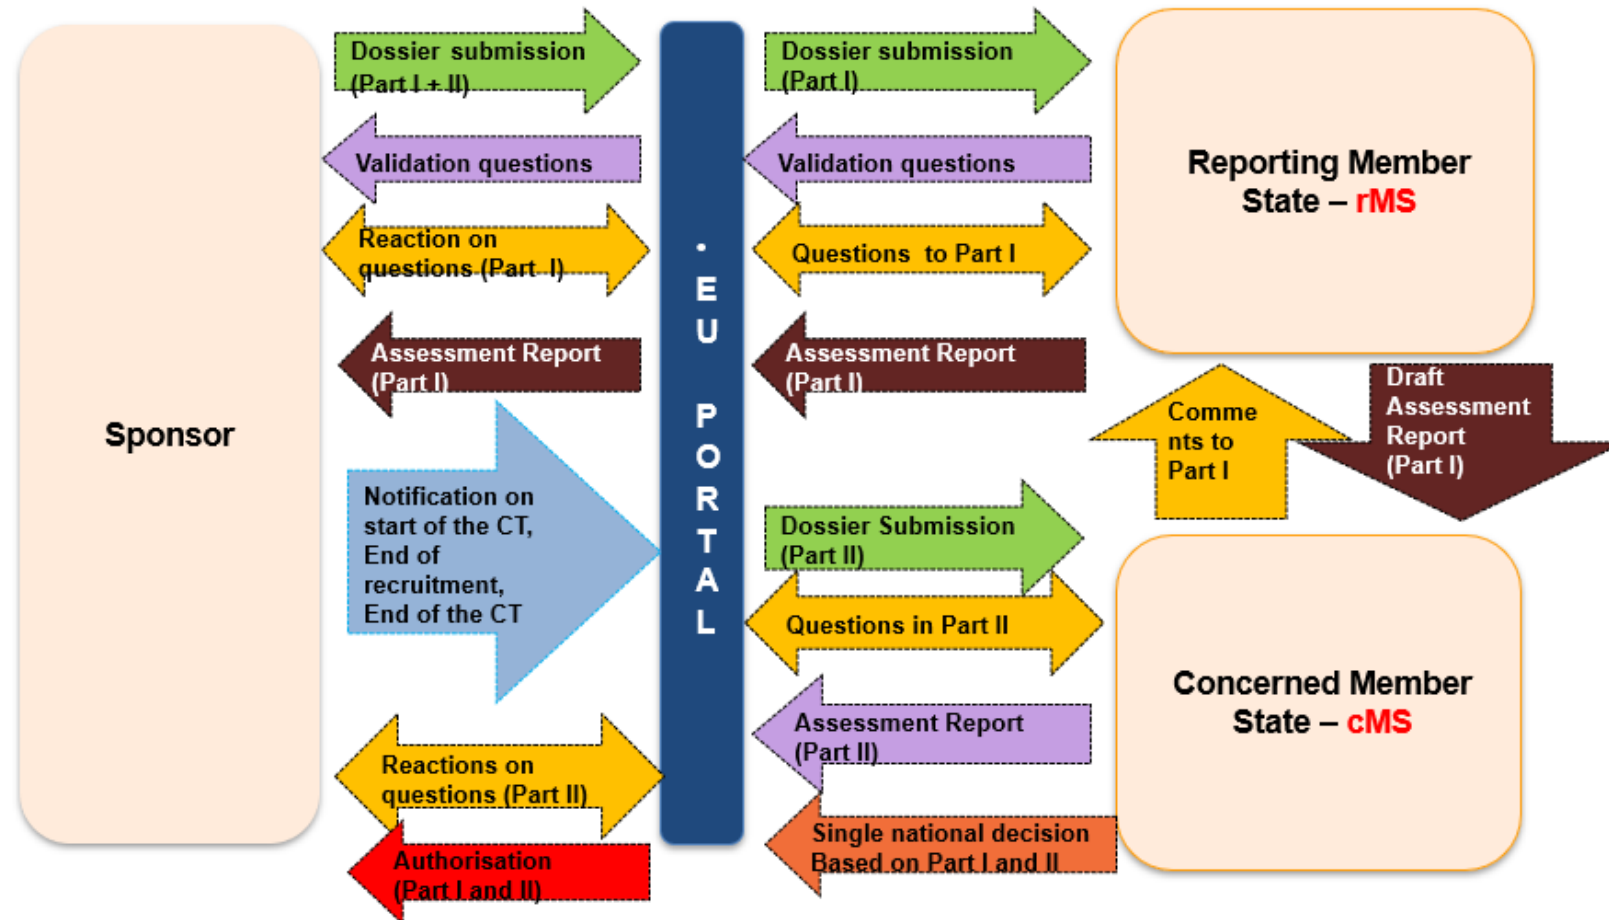 Sponsor
Dossier submission
(Part I + II)
Validation questions
Reaction on
questions (Part I)
Assessment Report
(Part I)
Notification on
start of the CT,
End of
recruitment,
End of the CT
Reactions on
questions (Part II)
Authorisation
(Part I and II)
.
E
U
P
O
R
T
A
L
Dossier submission
(Part I)
Validation questions
Questions to Part I
Assessment Report
(Part I)
Dossier Submission
(Part II)
Questions in Part II
Assessment Report
(Part II)
Single national decision
Based on Part I and II
Reporting Member
State – rMS
Comme
nts to
Part I
Draft
Assessment
Report
(Part I)
Concerned Member
State – cMS